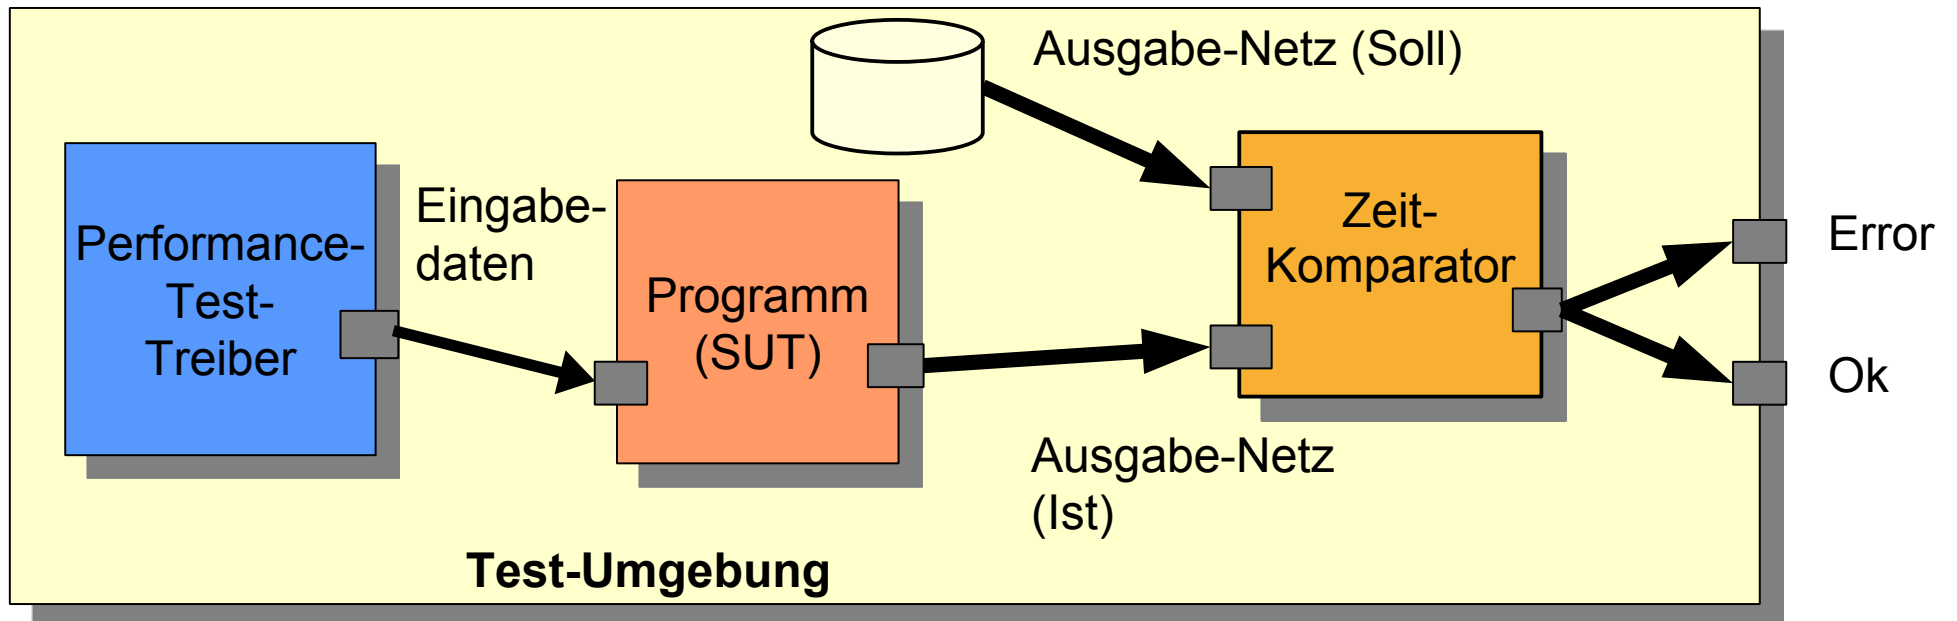 Ausgabe-Netz (Soll)
Performance-
Test-
Treiber
Eingabe-
daten
Programm
(SUT)
Zeit-
Komparator
Error
Ok
Ausgabe-Netz
(Ist)
Test-Umgebung